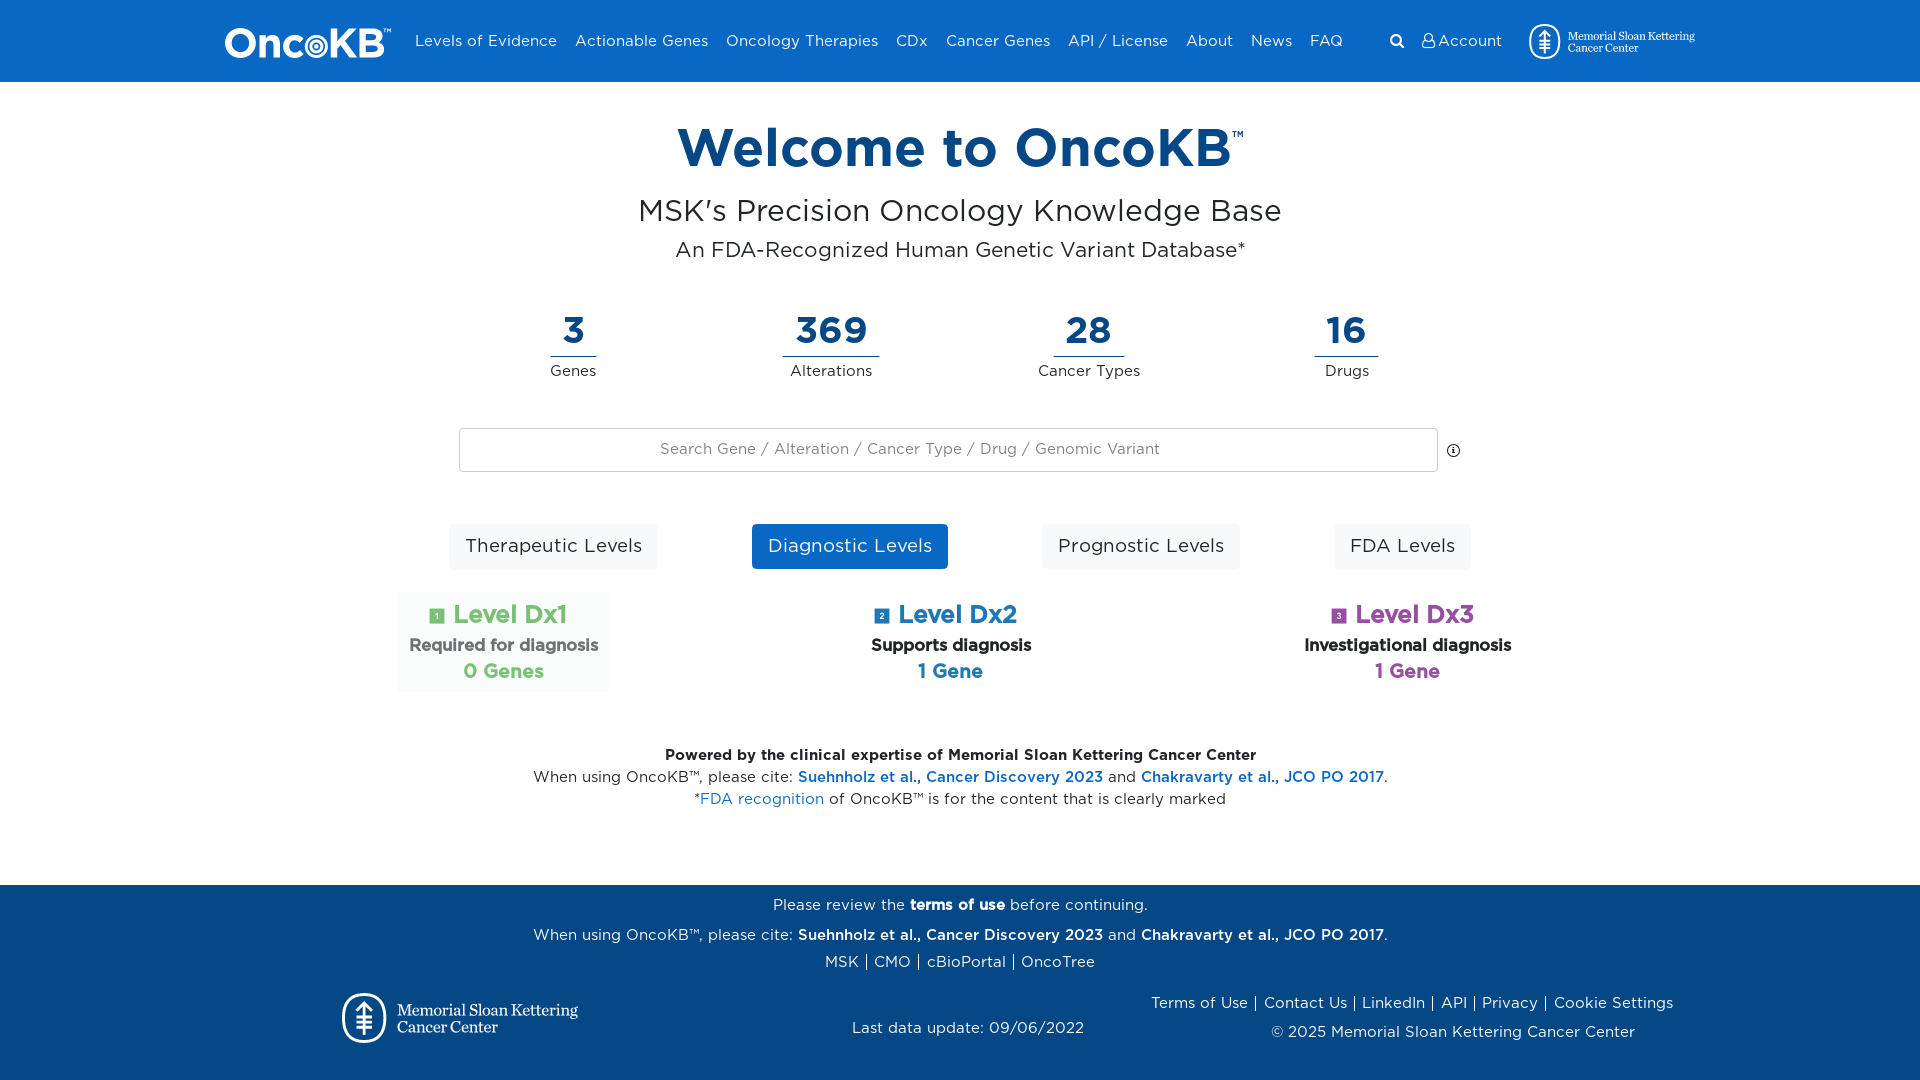 OncoKB™ Levels of Evidence Actionable Genes Oncology Therapies CDx Cancer Genes API / License About News FAQ Account Memorial Sloan Kettering
Cancer Center
Welcome to OncoKB™
MSK's Precision Oncology Knowledge Base
An FDA-Recognized Human Genetic Variant Database*
3 369 28 16
Genes Alterations Cancer Types Drugs
Search Gene / Alteration / Cancer Type / Drug / Genomic Variant
Therapeutic Levels Diagnostic Levels Prognostic Levels FDA Levels
1 Level Dx1 2 Level Dx2 3 Level Dx3
Required for diagnosis Supports diagnosis Investigational diagnosis
0 Genes 1 Gene 1 Gene
Powered by the clinical expertise of Memorial Sloan Kettering Cancer Center
When using OncoKB™, please cite: Suehnholz et al., Cancer Discovery 2023 and Chakravarty et al., JCO PO 2017.
*FDA recognition of OncoKB™ is for the content that is clearly marked
Please review the terms of use before continuing.
When using OncoKB™, please cite: Suehnholz et al., Cancer Discovery 2023 and Chakravarty et al., JCO PO 2017.
MSK | CMO | cBioPortal | OncoTree
Memorial Sloan Kettering
Cancer Center
Last data update: 09/06/2022
Terms of Use | Contact Us | LinkedIn | API | Privacy | Cookie Settings
© 2025 Memorial Sloan Kettering Cancer Center